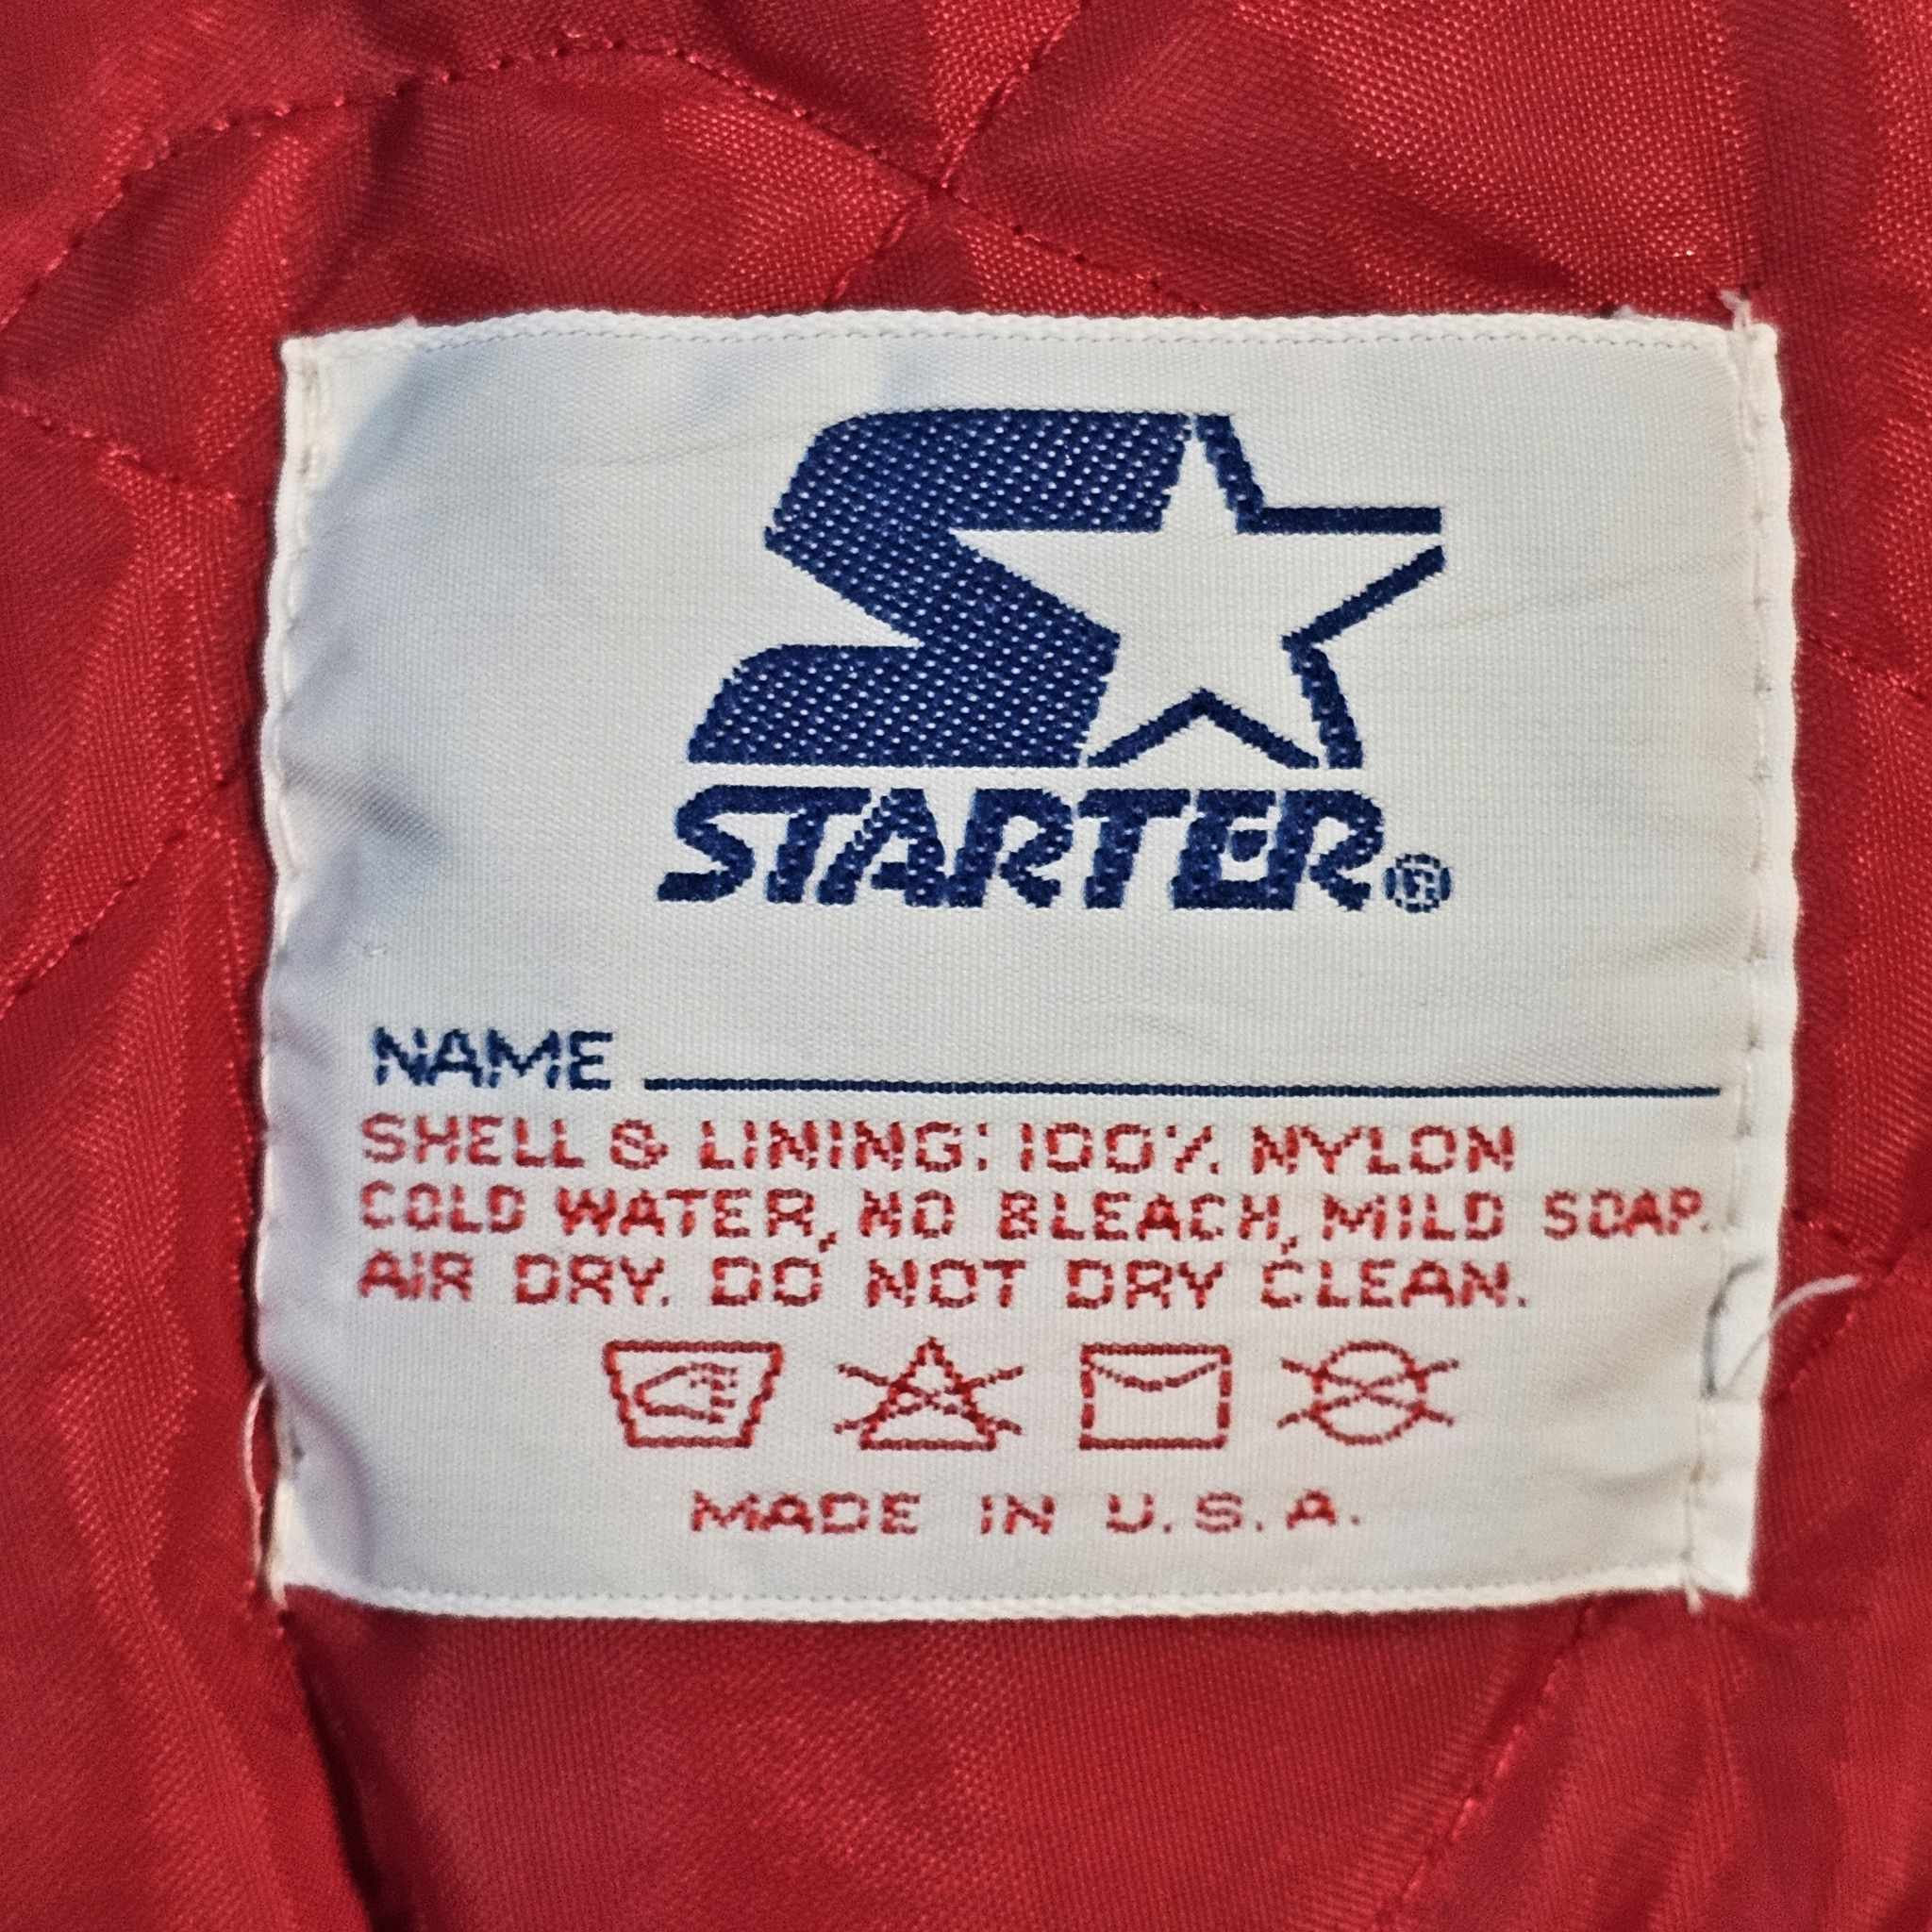 STARTER®
NAME
SHELL & LINING: 100% NYLON
COLD WATER, NO BLEACH, MILD SOAP.
AIR DRY. DO NOT DRY CLEAN.
MADE IN U.S.A.